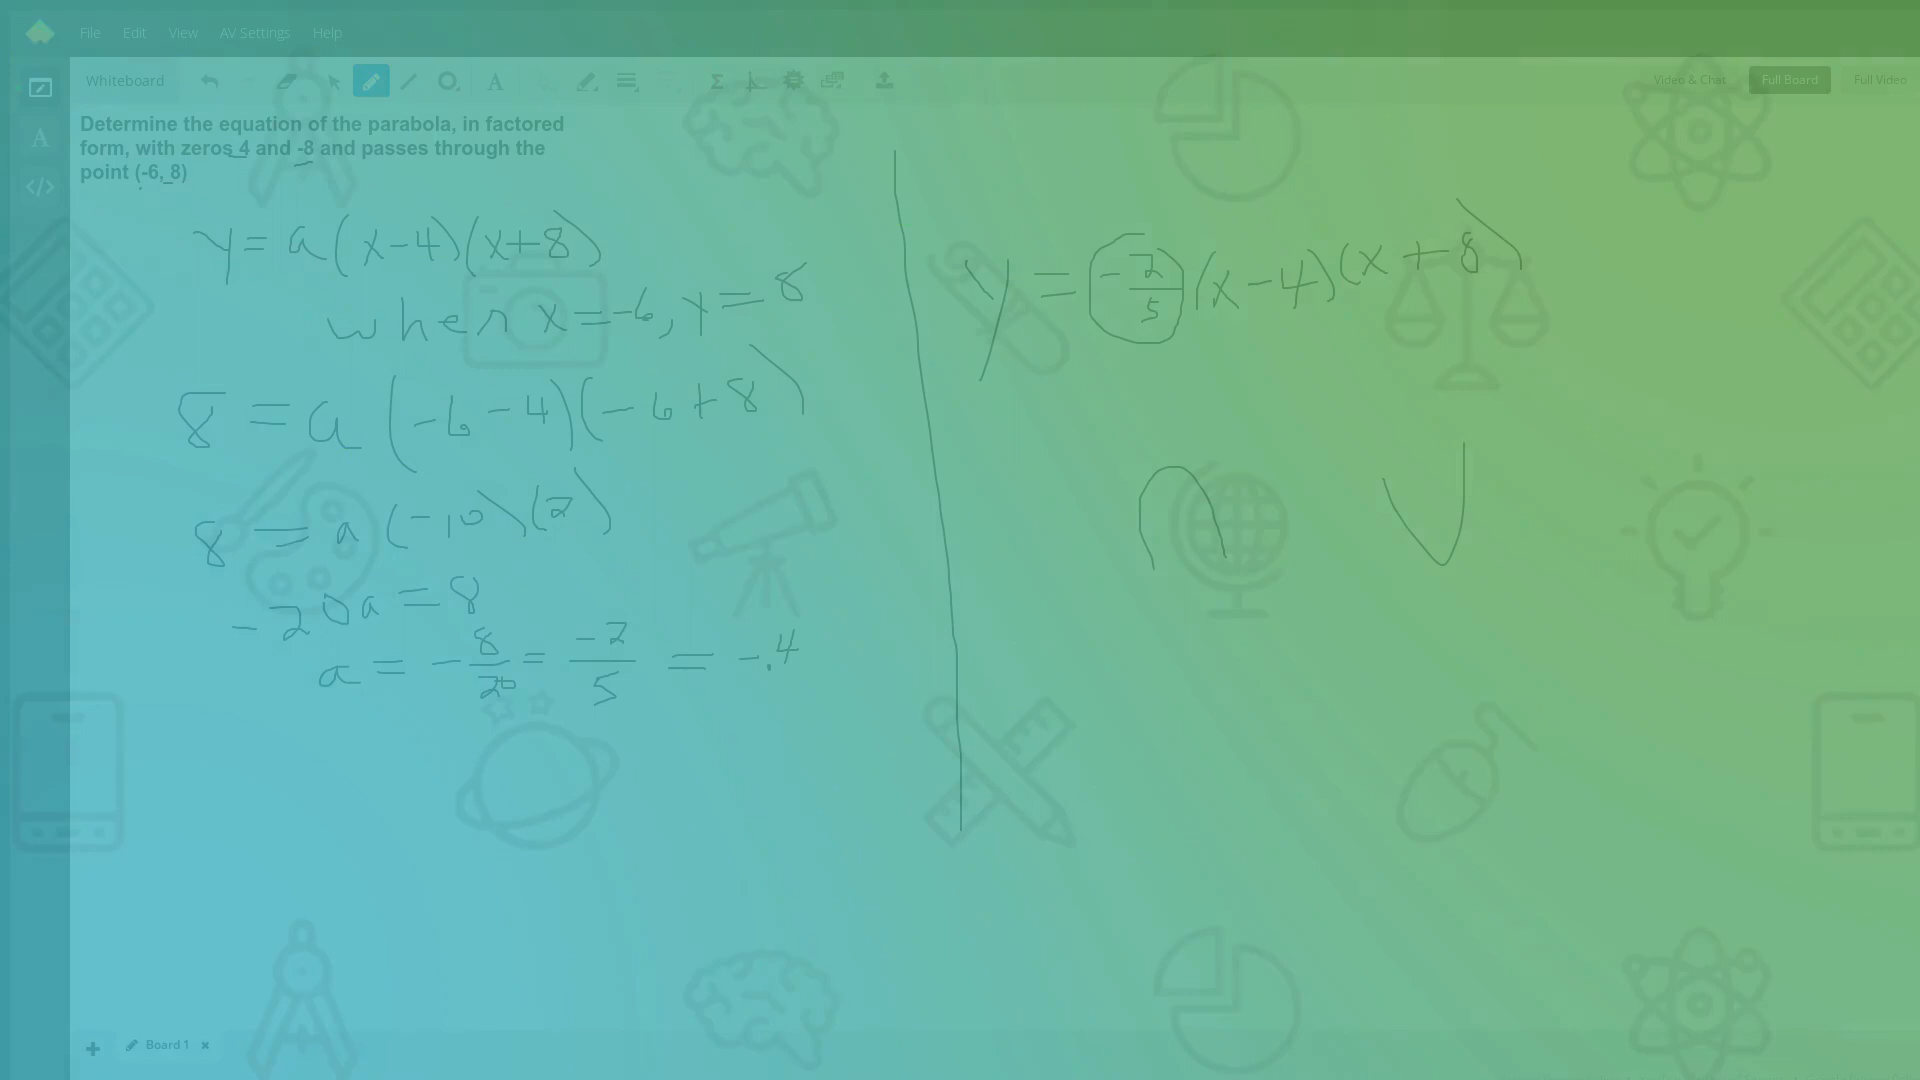 File Edit View AV Settings Help
Whiteboard
Video & Chat Full Board Full Video
Determine the equation of the parabola, in factored
form, with zeros 4 and -8 and passes through the
point (-6, 8)
y = a(x-4)(x+8)
when x = -6, y = 8
8 = a (-6-4)(-6+8)
8 = a (-10)(2)
-20a = 8
a = - 8/20 = -2/5 = -.4
y = -2/5 (x-4)(x+8)
Board 1